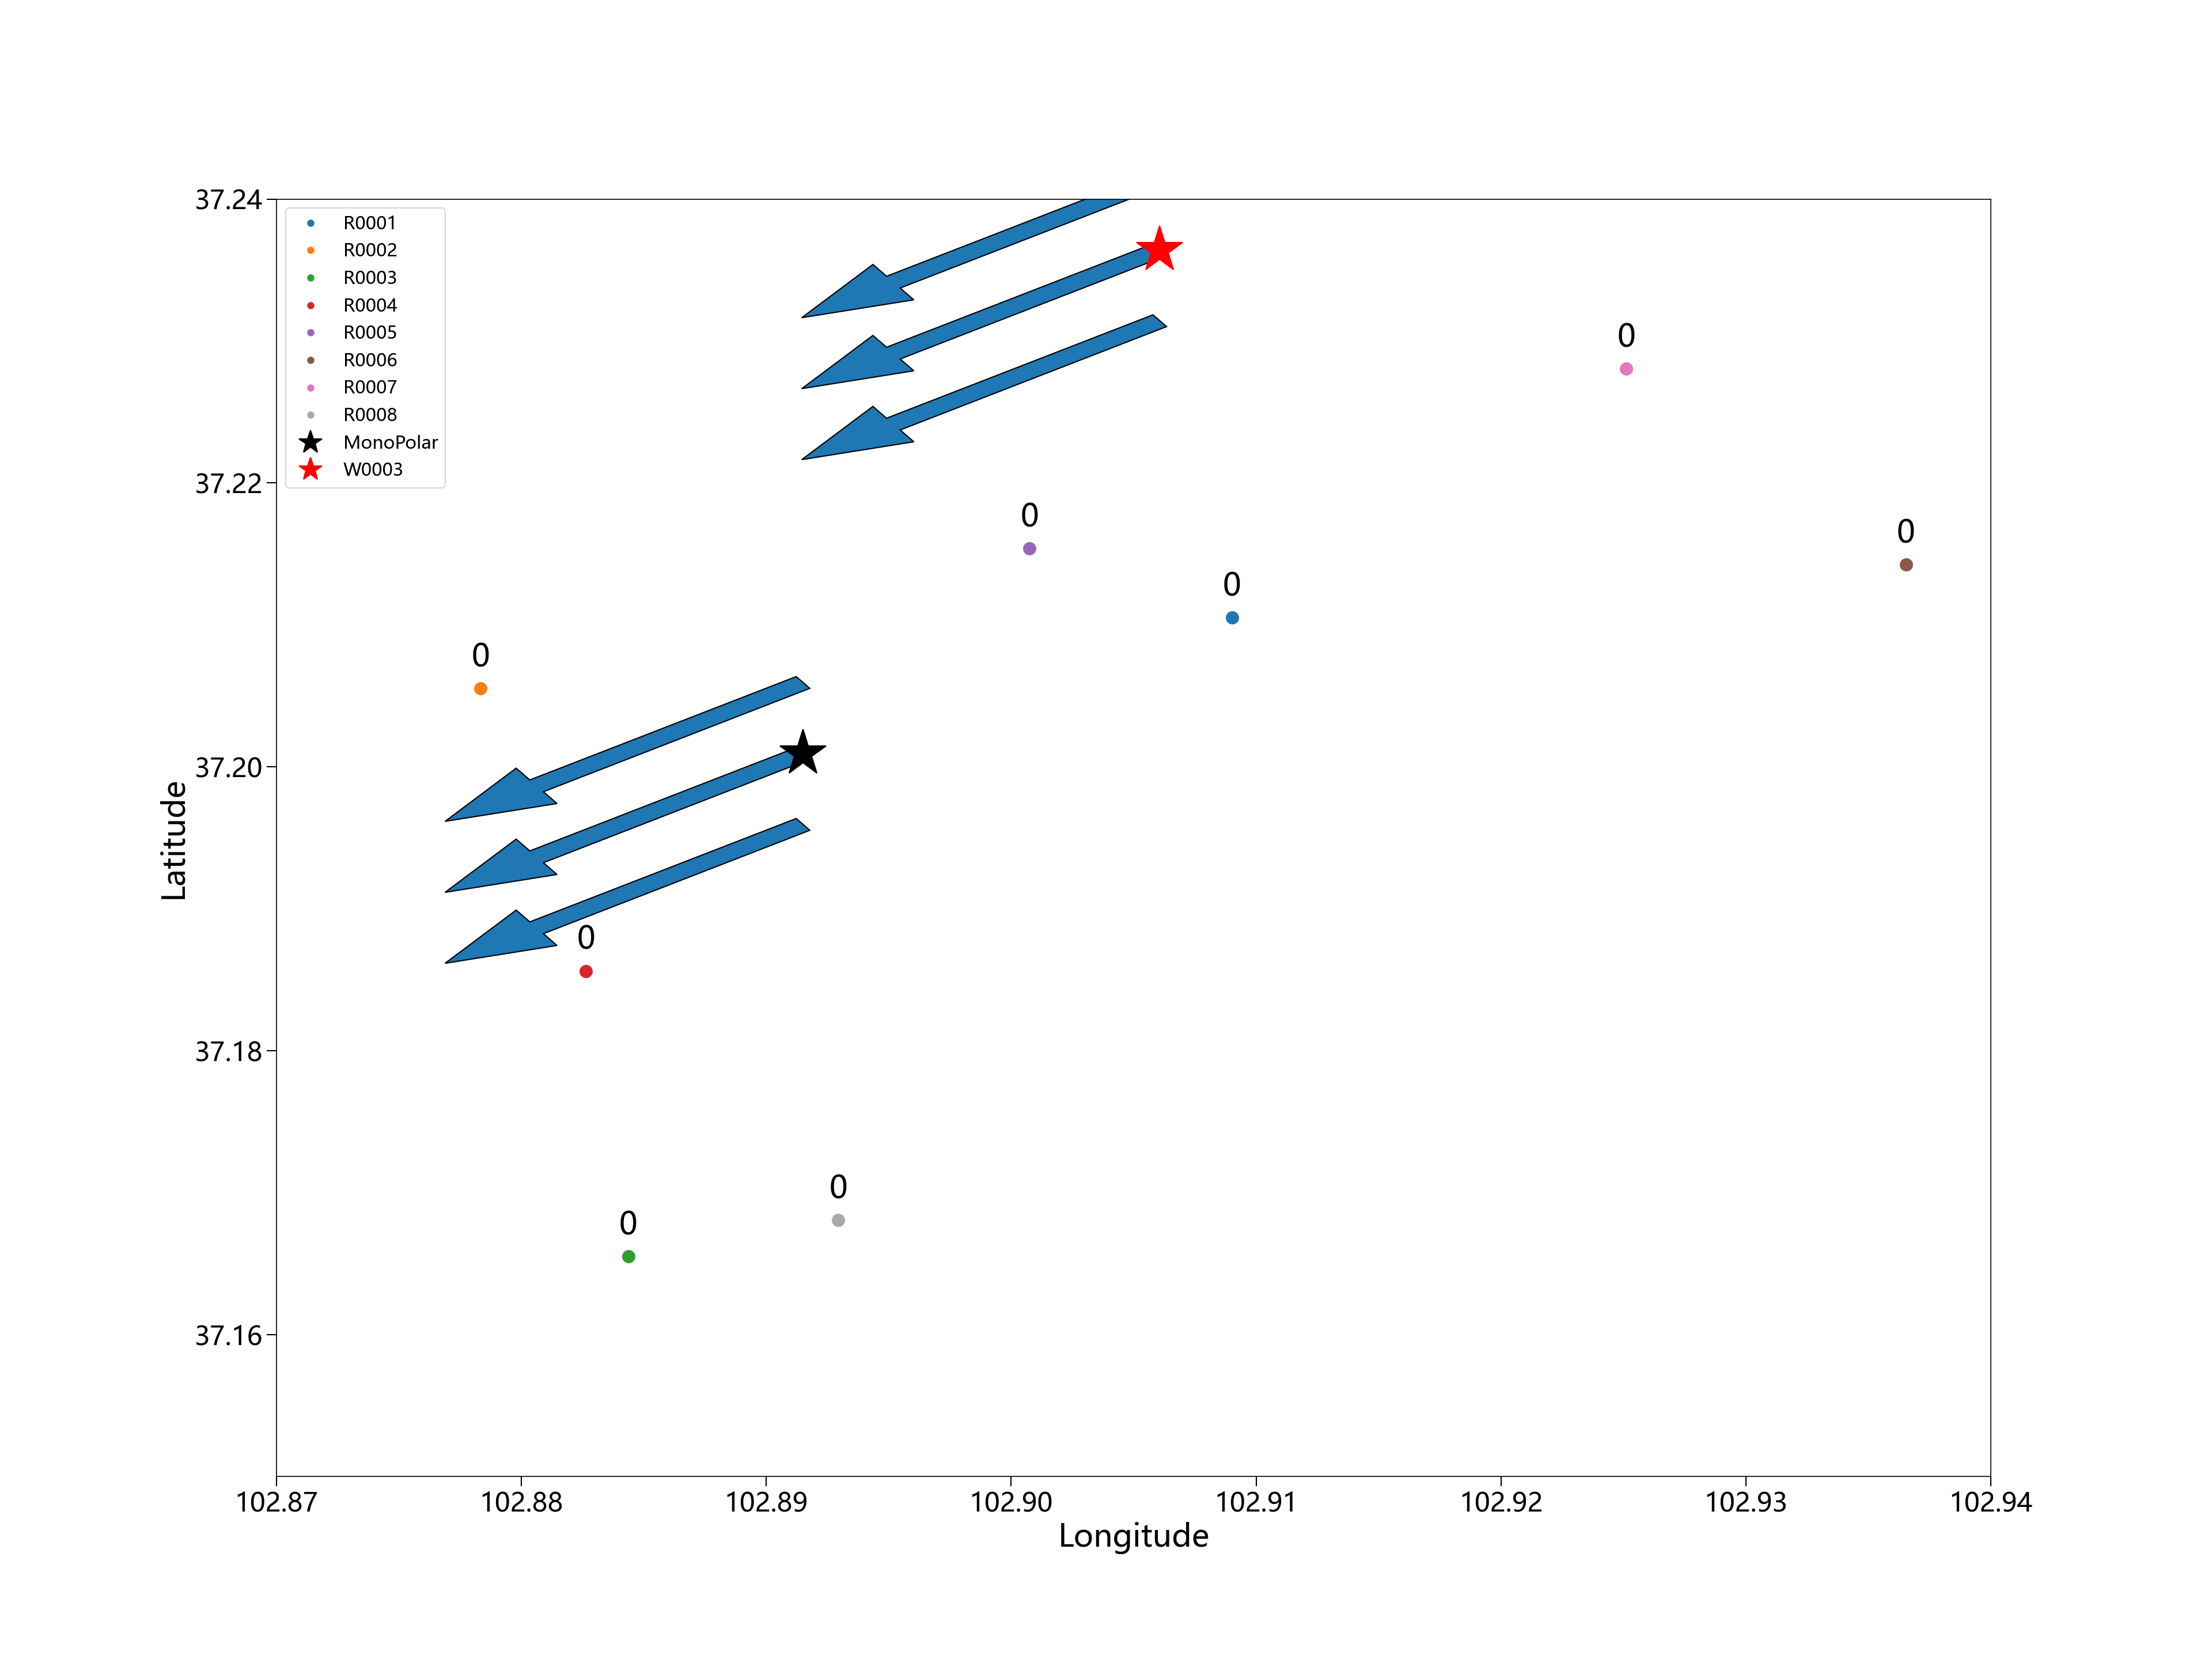 37.24
37.22
37.20
37.18
37.16
Latitude
R0001
R0002
R0003
R0004
R0005
R0006
R0007
R0008
MonoPolar
W0003
0
0
0
0
0
0
0
0
102.87 102.88 102.89 102.90 102.91 102.92 102.93 102.94
Longitude